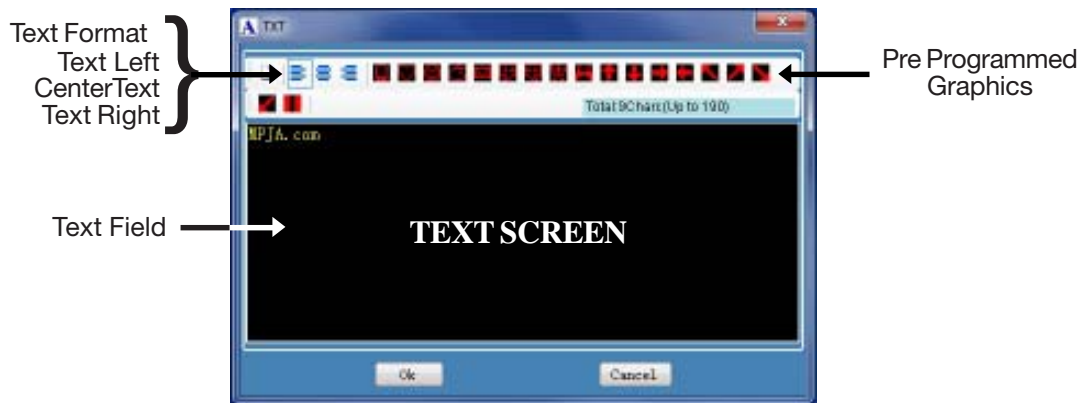 Text Format
Text Left
CenterText
Text Right
Pre Programmed
Graphics
TXT
Total 9Chars(Up to 190)
MPJA.com
Text Field
TEXT SCREEN
Ok
Cancel